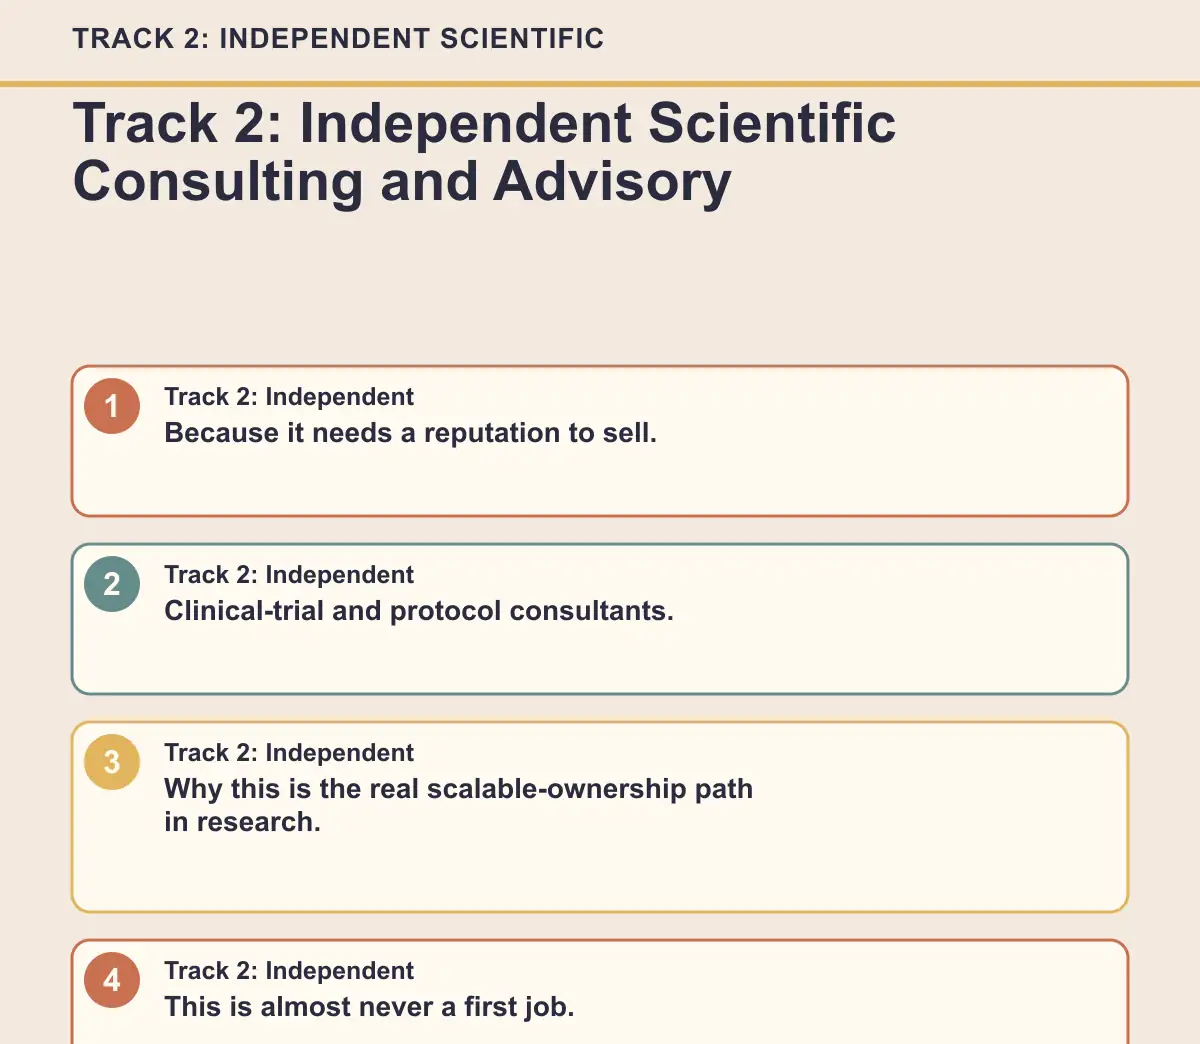 TRACK 2: INDEPENDENT SCIENTIFIC
Track 2: Independent Scientific
Consulting and Advisory
1
Track 2: Independent
Because it needs a reputation to sell.
2
Track 2: Independent
Clinical-trial and protocol consultants.
3
Track 2: Independent
Why this is the real scalable-ownership path
in research.
4
Track 2: Independent
This is almost never a first job.